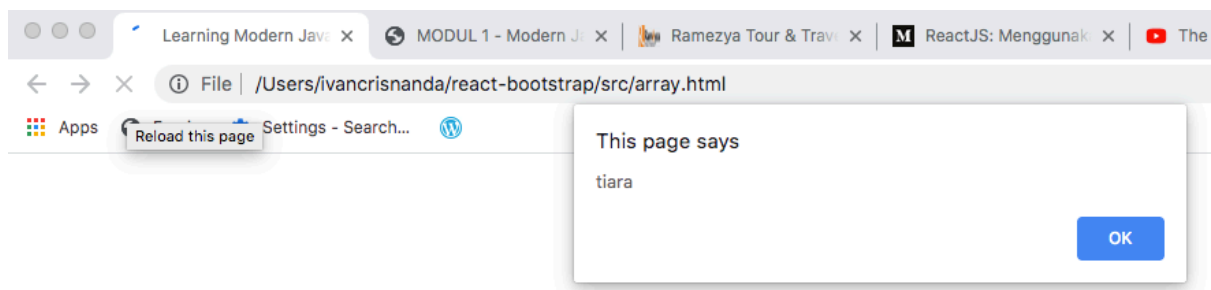 Learning Modern Java MODUL 1 - Modern J Ramezya Tour & Trav M ReactJS: Menggunak The
File /Users/ivancrisnanda/react-bootstrap/src/array.html
Apps Settings - Search...
Reload this page
This page says
tiara
OK